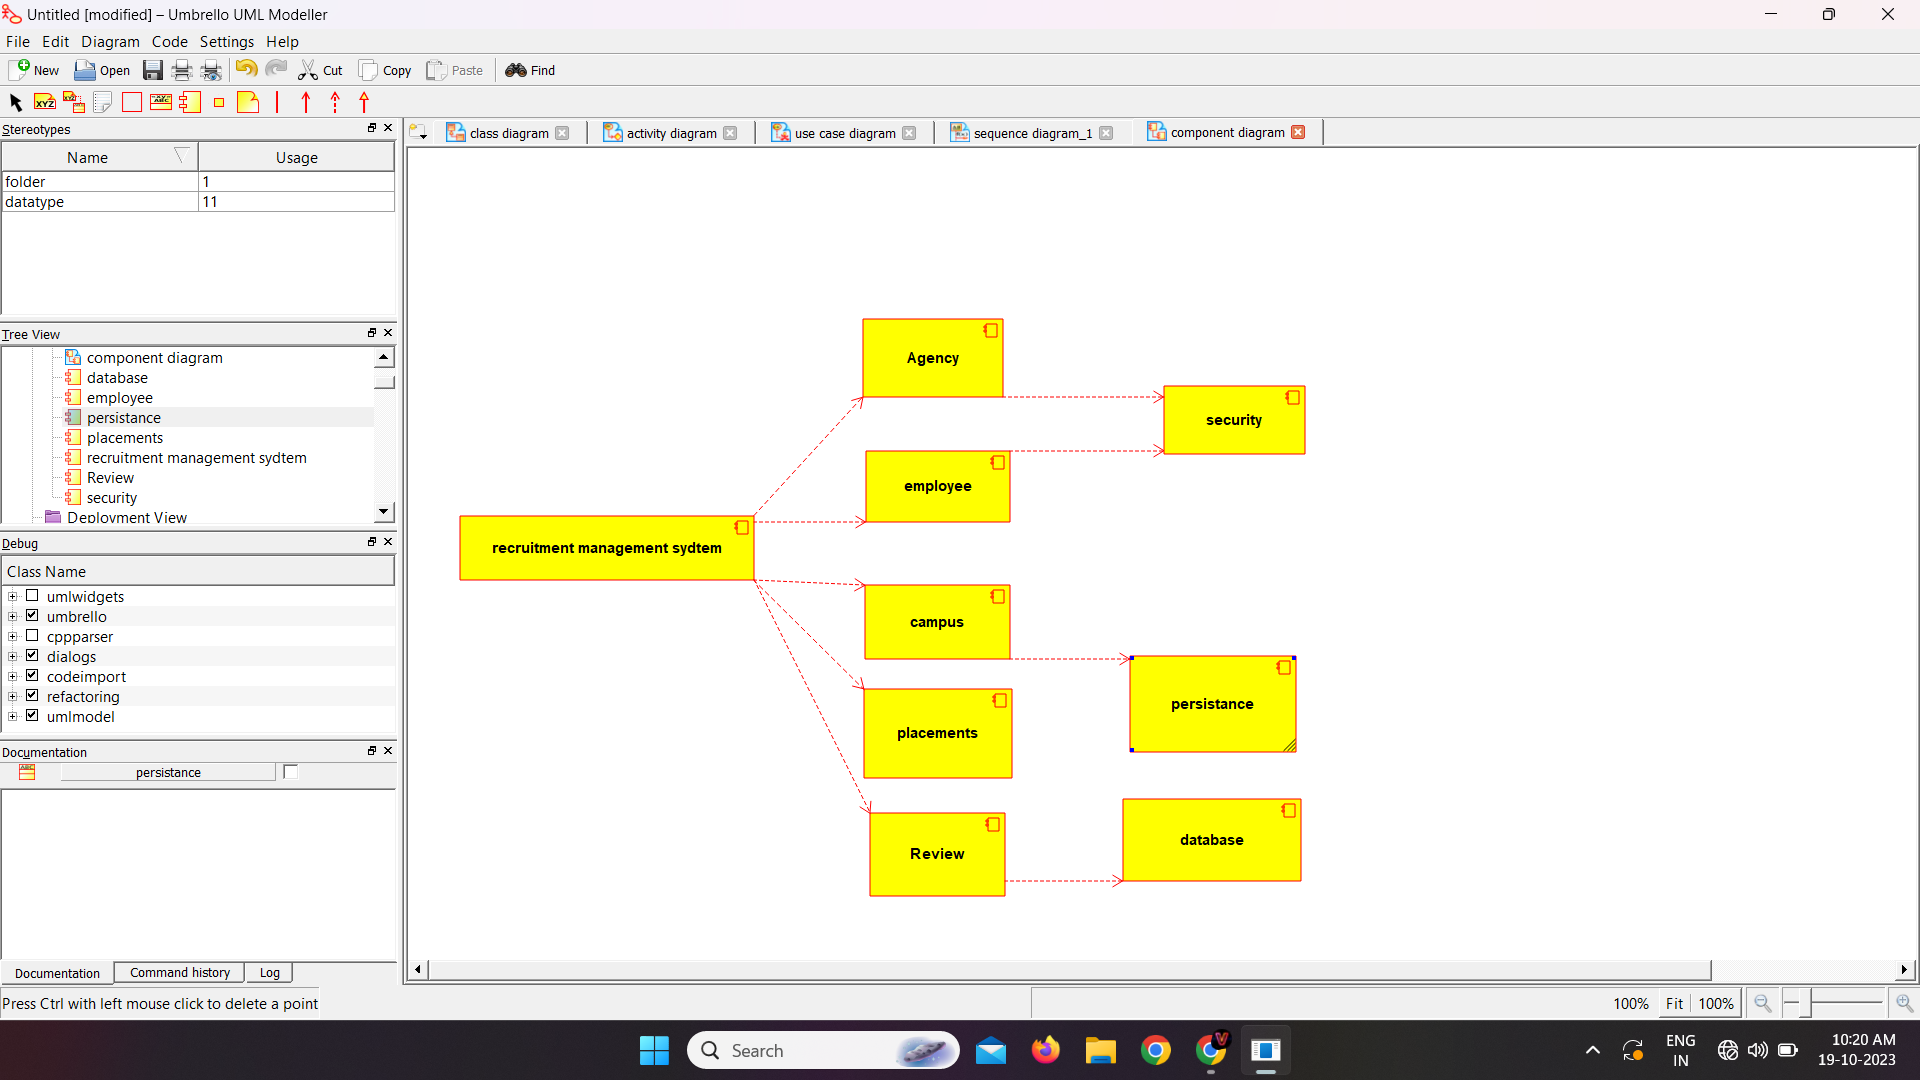 Untitled [modified] – Umbrello UML Modeller
File Edit Diagram Code Settings Help
New Open Cut Copy Paste Find
XYZ XYZ ABC
Stereotypes
Name Usage
folder 1
datatype 11
Tree View
component diagram
database
employee
persistance
placements
recruitment management sydtem
Review
security
Deployment View
Debug
Class Name
umlwidgets
umbrello
cppparser
dialogs
codeimport
refactoring
umlmodel
Documentation
persistance
Documentation Command history Log
Press Ctrl with left mouse click to delete a point
class diagram activity diagram use case diagram sequence diagram_1 component diagram
Agency
security
employee
recruitment management sydtem
campus
persistance
placements
database
Review
100% Fit 100%
Search
V
ENG
IN
10:20 AM
19-10-2023